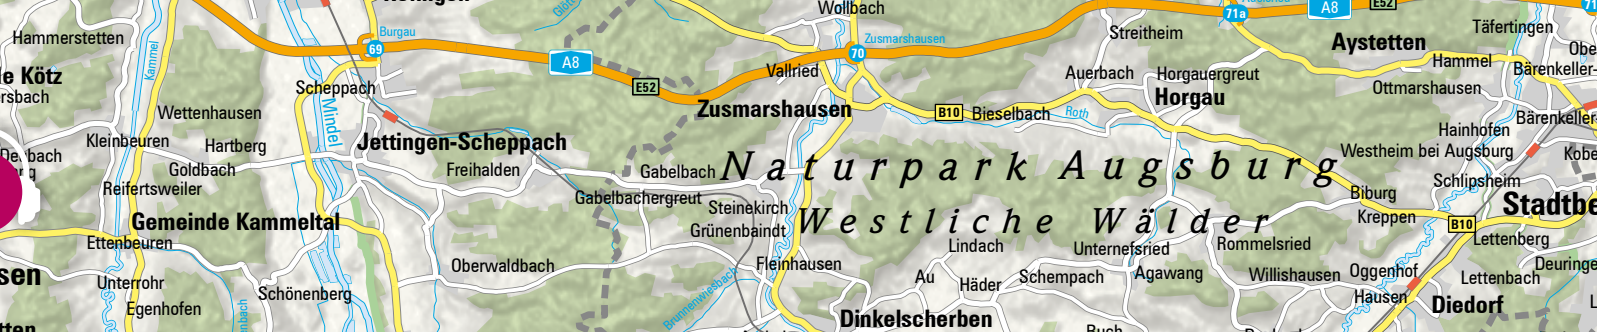 Wollbach
E52
71a
A8
Streitheim
Täfertingen
Hammerstetten
Kammel
Burgau
69
A8
70
Zusmarshausen
Aystetten
Hammel
Kötz
Scheppach
Vallried
E52
Auerbach
Horgauergreut
Ottmarshausen
Bärenkeller-
Wettenhausen
Mindel
Zusmarshausen
B10
Bieselbach
Roth
Horgau
Bärenkeller-
Kleinbeuren
Hartberg
Jettingen-Scheppach
Hainhofen
Goldbach
Freihalden
Gabelbach
Naturpark Augsburg
Westheim bei Augsburg
Reifertsweiler
Gabelbachergreut
Steinekirch
Biburg
Schlipsheim
Gemeinde Kammeltal
Grünenbaindt
Westliche Wälder
Kreppen
B10
Ettenbeuren
Lindach
Unternefsried
Rommelsried
Lettenberg
Unterrohr
Oberwaldbach
Fleinhausen
Au
Häder
Schempach
Agawang
Willishausen
Oggenhof
Lettenbach
Egenhofen
Schönenberg
Brunnenwiesbach
Dinkelscherben
Hausen
Diedorf